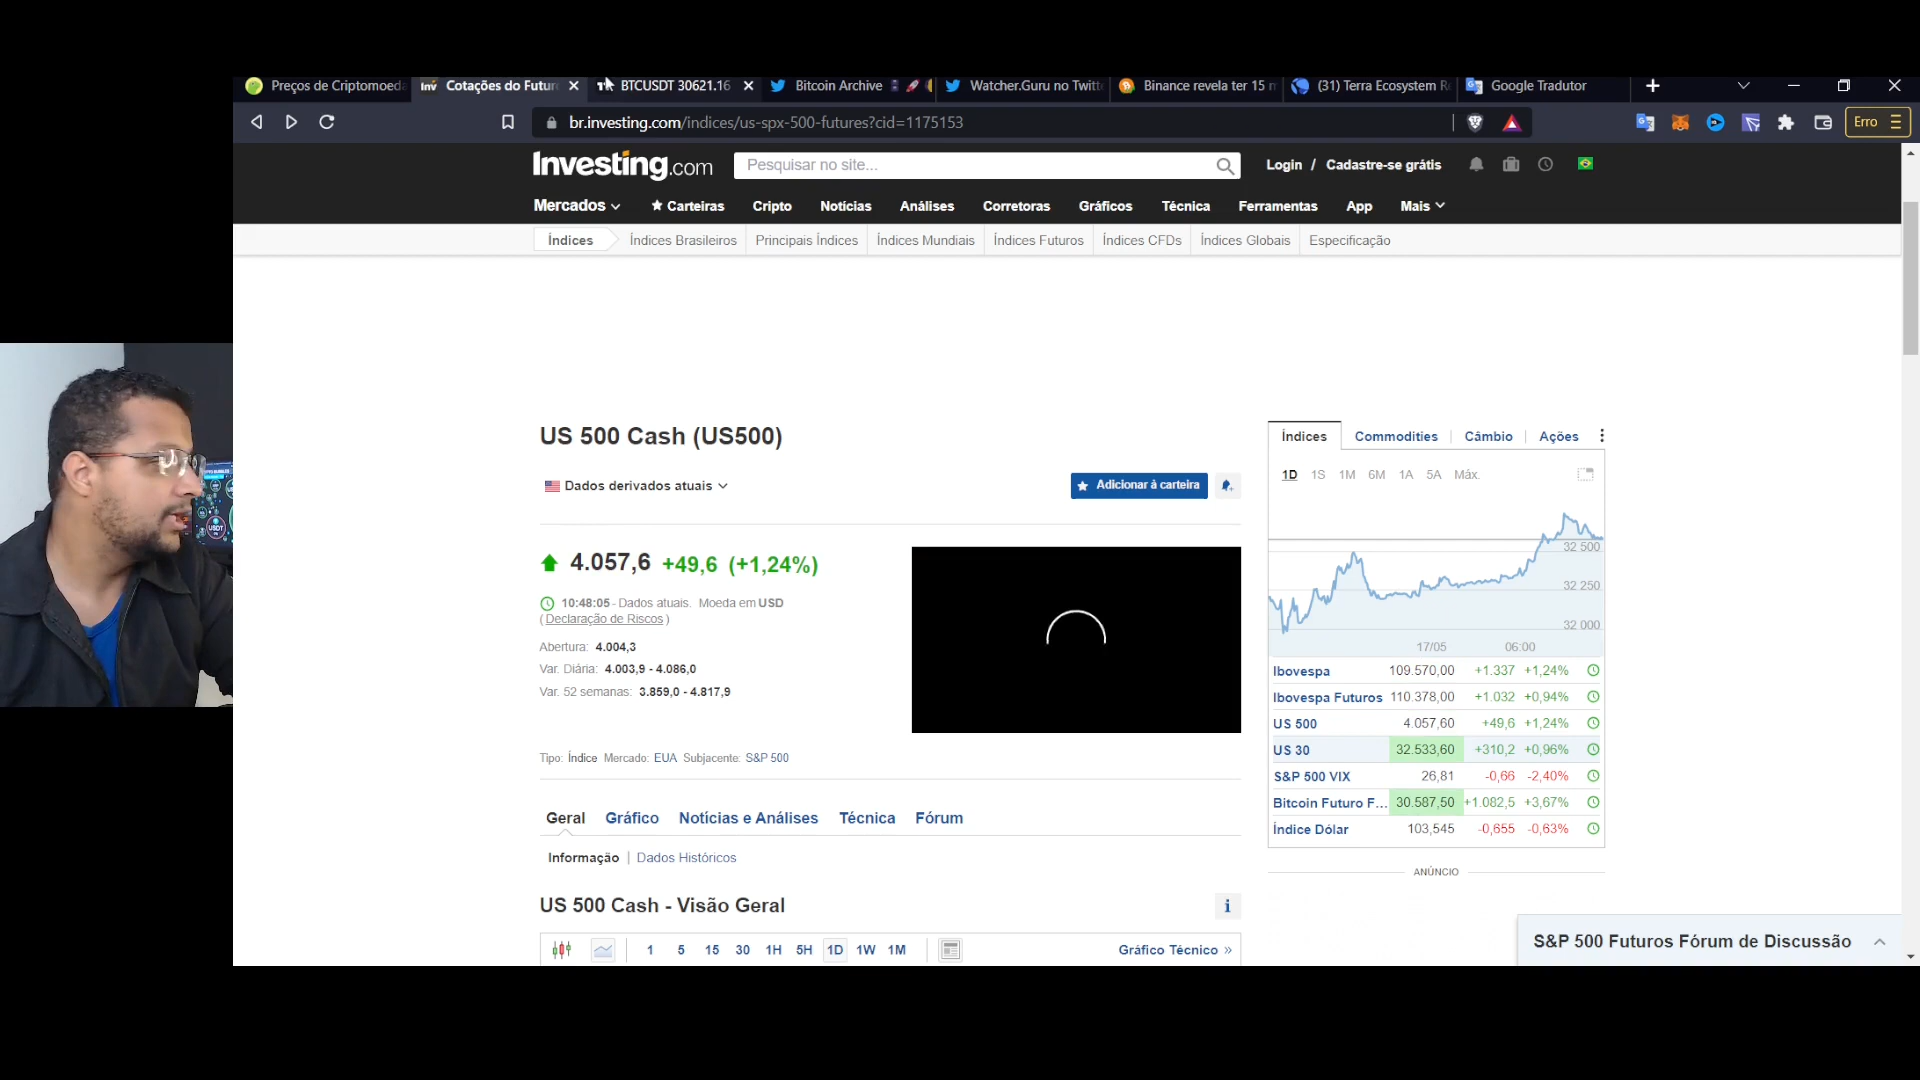 Preços de Criptomoeda
Inv Cotações do Futur
BTCUSDT 30621.16
Bitcoin Archive
Watcher.Guru no Twitt
Binance revela ter 15 m
(31) Terra Ecosystem R
Google Tradutor
br.investing.com/indices/us-spx-500-futures?cid=1175153
Erro
Investing.com
Pesquisar no site...
Login / Cadastre-se grátis
Mercados Carteiras Cripto Notícias Análises Corretoras Gráficos Técnica Ferramentas App Mais
Índices Índices Brasileiros Principais Índices Índices Mundiais Índices Futuros Índices CFDs Índices Globais Especificação
US 500 Cash (US500)
Dados derivados atuais
Adicionar à carteira
4.057,6 +49,6 (+1,24%)
10:48:05 - Dados atuais. Moeda em USD
( Declaração de Riscos )
Abertura: 4.004,3
Var. Diária: 4.003,9 - 4.086,0
Var. 52 semanas: 3.859,0 - 4.817,9
Tipo: Índice Mercado: EUA Subjacente: S&P 500
Geral Gráfico Notícias e Análises Técnica Fórum
Informação | Dados Históricos
US 500 Cash - Visão Geral
i
1 5 15 30 1H 5H 1D 1W 1M
Gráfico Técnico »
Índices Commodities Câmbio Ações
1D 1S 1M 6M 1A 5A Máx.
32 500
32 250
32 000
17/05 06:00
Ibovespa 109.570,00 +1.337 +1,24%
Ibovespa Futuros 110.378,00 +1.032 +0,94%
US 500 4.057,60 +49,6 +1,24%
US 30 32.533,60 +310,2 +0,96%
S&P 500 VIX 26,81 -0,66 -2,40%
Bitcoin Futuro F... 30.587,50 +1.082,5 +3,67%
Índice Dólar 103,545 -0,655 -0,63%
ANÚNCIO
S&P 500 Futuros Fórum de Discussão
USDT